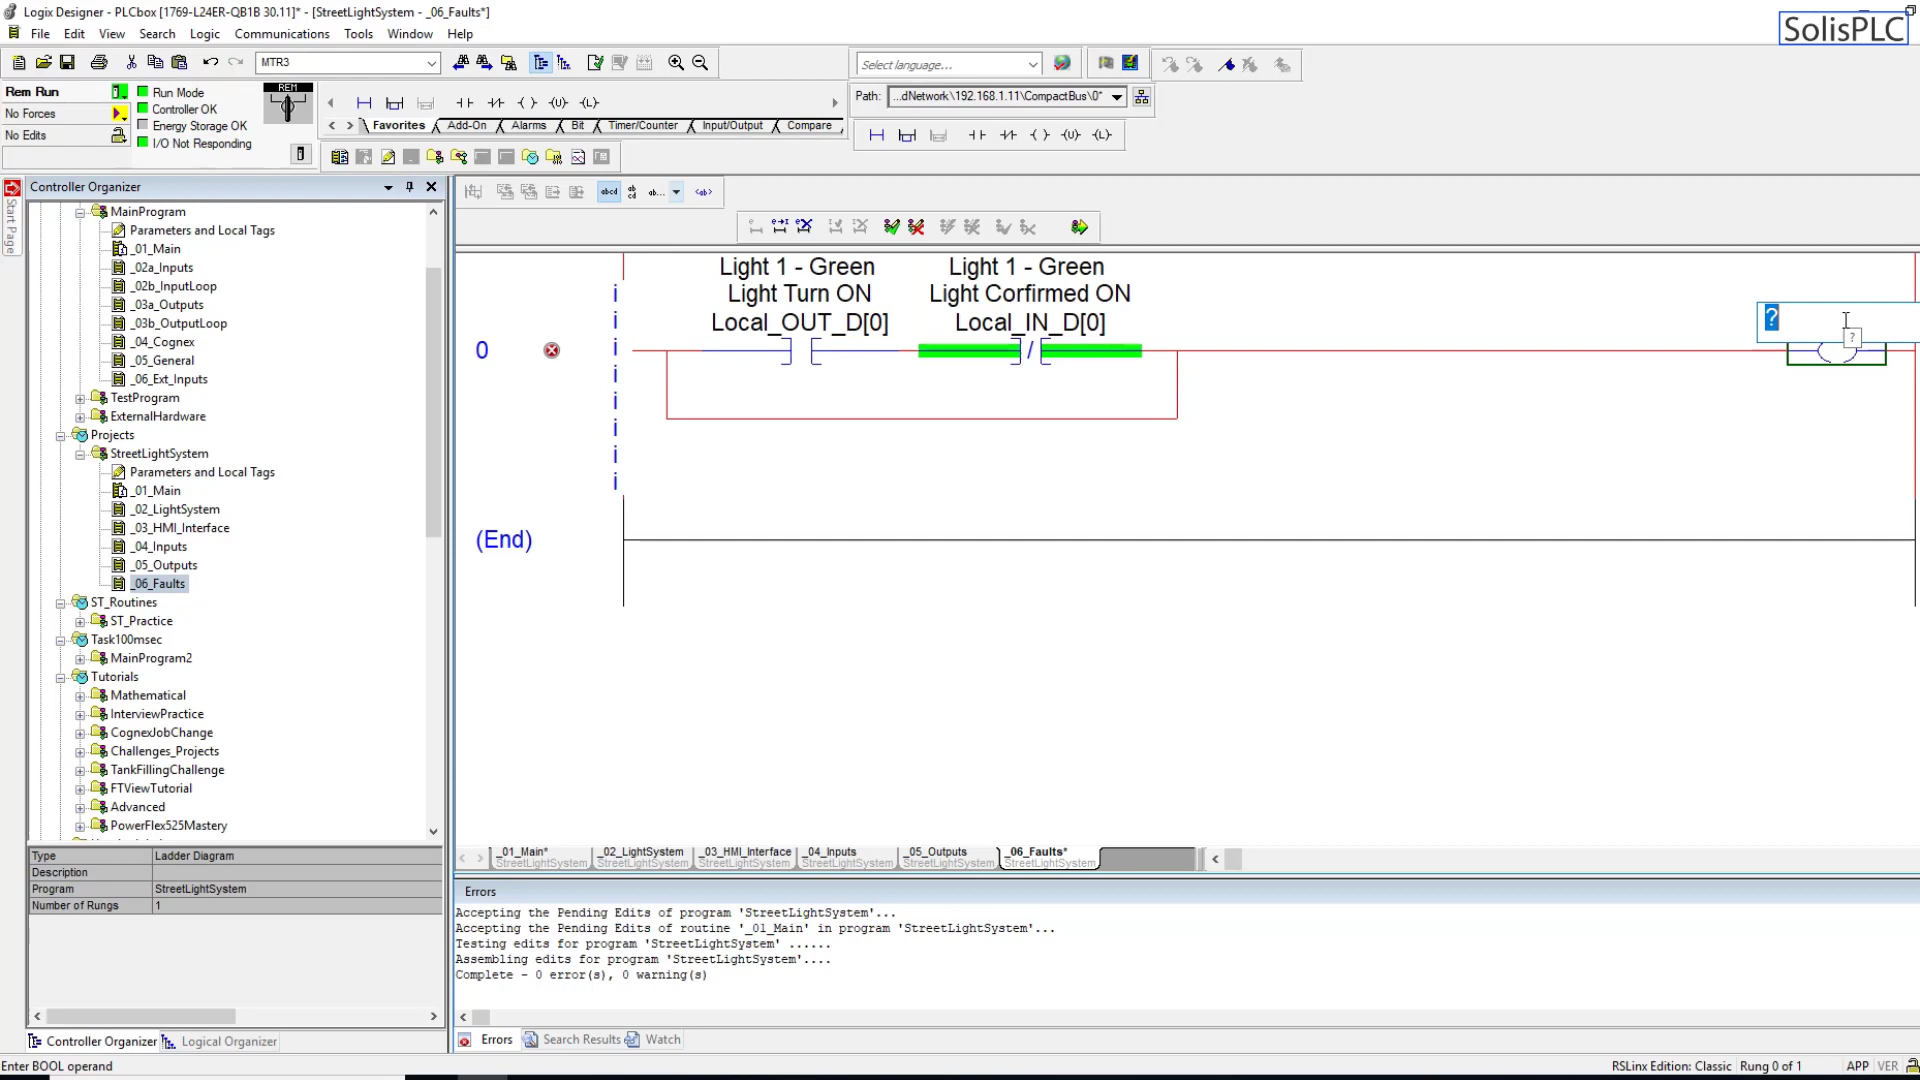 Logix Designer - PLCbox [1769-L24ER-QB1B 30.11]* - [StreetLightSystem - _06_Faults*]
SolisPLC
File Edit View Search Logic Communications Tools Window Help
MTR3
Select language...
Rem Run
No Forces
No Edits
Run Mode
Controller OK
Energy Storage OK
I/O Not Responding
REM
Path: ...dNetwork\192.168.1.11\CompactBus\0*
Favorites Add-On Alarms Bit Timer/Counter Input/Output Compare
Start Page
Controller Organizer
MainProgram
Parameters and Local Tags
_01_Main
_02a_Inputs
_02b_InputLoop
_03a_Outputs
_03b_OutputLoop
_04_Cognex
_05_General
_06_Ext_Inputs
TestProgram
ExternalHardware
Projects
StreetLightSystem
Parameters and Local Tags
_01_Main
_02_LightSystem
_03_HMI_Interface
_04_Inputs
_05_Outputs
_06_Faults
ST_Routines
ST_Practice
Task100msec
MainProgram2
Tutorials
Mathematical
InterviewPractice
CognexJobChange
Challenges_Projects
TankFillingChallenge
FTViewTutorial
Advanced
PowerFlex525Mastery
Type Ladder Diagram
Description
Program StreetLightSystem
Number of Rungs 1
Controller Organizer Logical Organizer
Light 1 - Green
Light Turn ON
Local_OUT_D[0]
Light 1 - Green
Light Corfirmed ON
Local_IN_D[0]
?
?
0
i
i
i
i
i
i
i
i
(End)
_01_Main* _02_LightSystem _03_HMI_Interface _04_Inputs _05_Outputs _06_Faults*
StreetLightSystem StreetLightSystem StreetLightSystem StreetLightSystem StreetLightSystem StreetLightSystem
Errors
Accepting the Pending Edits of program 'StreetLightSystem'...
Accepting the Pending Edits of routine '_01_Main' in program 'StreetLightSystem'...
Testing edits for program 'StreetLightSystem' ......
Assembling edits for program 'StreetLightSystem'....
Complete - 0 error(s), 0 warning(s)
Errors Search Results Watch
Enter BOOL operand
RSLinx Edition: Classic Rung 0 of 1 APP VER